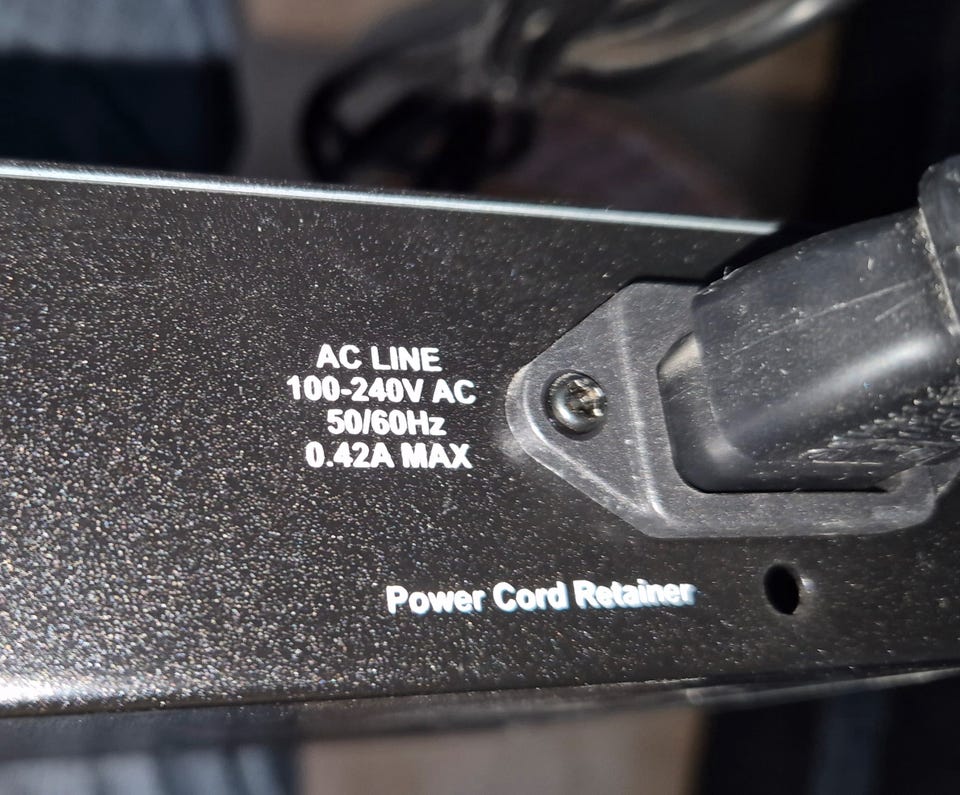 AC LINE
100-240V AC
50/60Hz
0.42A MAX
Power Cord Retainer